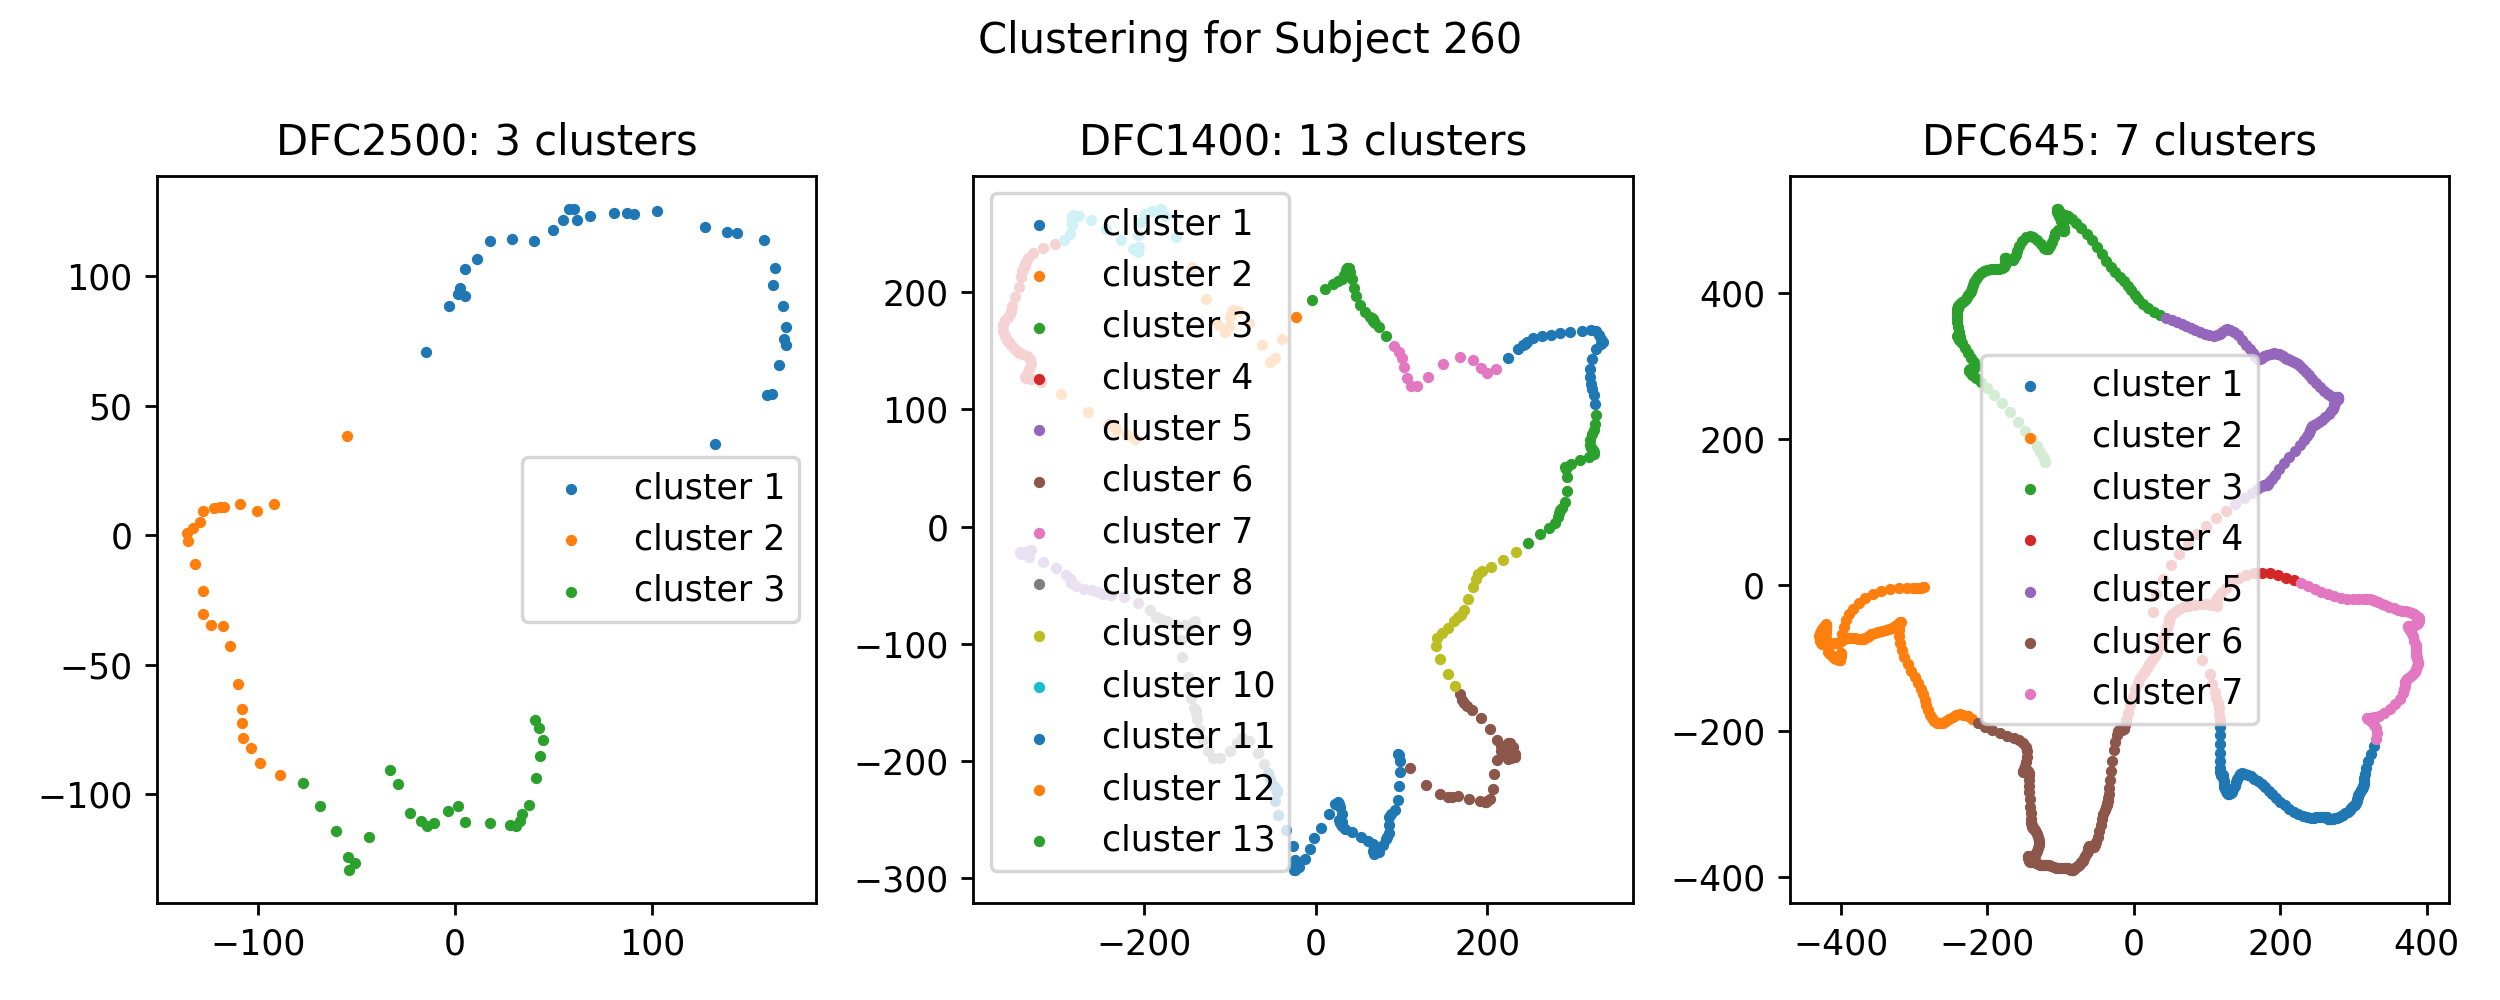 Clustering for Subject 260
DFC2500: 3 clusters
100
50
0
−50
−100
−100
0
100
cluster 1
cluster 2
cluster 3
DFC1400: 13 clusters
200
100
0
−100
−200
−300
−200
0
200
cluster 1
cluster 2
cluster 3
cluster 4
cluster 5
cluster 6
cluster 7
cluster 8
cluster 9
cluster 10
cluster 11
cluster 12
cluster 13
DFC645: 7 clusters
400
200
0
−200
−400
−400
−200
0
200
400
cluster 1
cluster 2
cluster 3
cluster 4
cluster 5
cluster 6
cluster 7